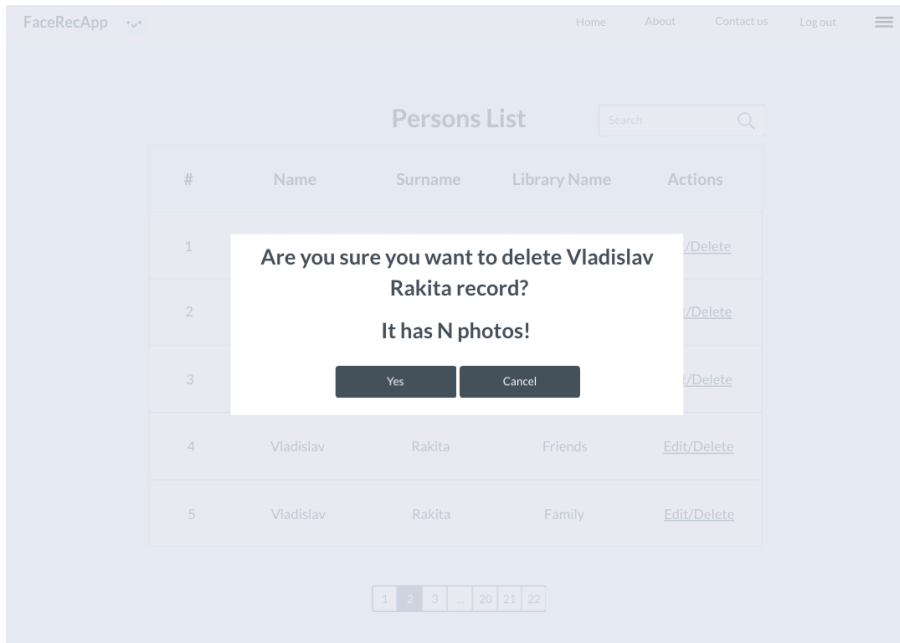 FaceRecApp Home About Contact us Log out
Persons List Search
# Name Surname Library Name Actions
1 /Delete
Are you sure you want to delete Vladislav
Rakita record?
2 /Delete
It has N photos!
3 /Delete
Yes Cancel
4 Vladislav Rakita Friends Edit/Delete
5 Vladislav Rakita Family Edit/Delete
1 2 3 ... 20 21 22